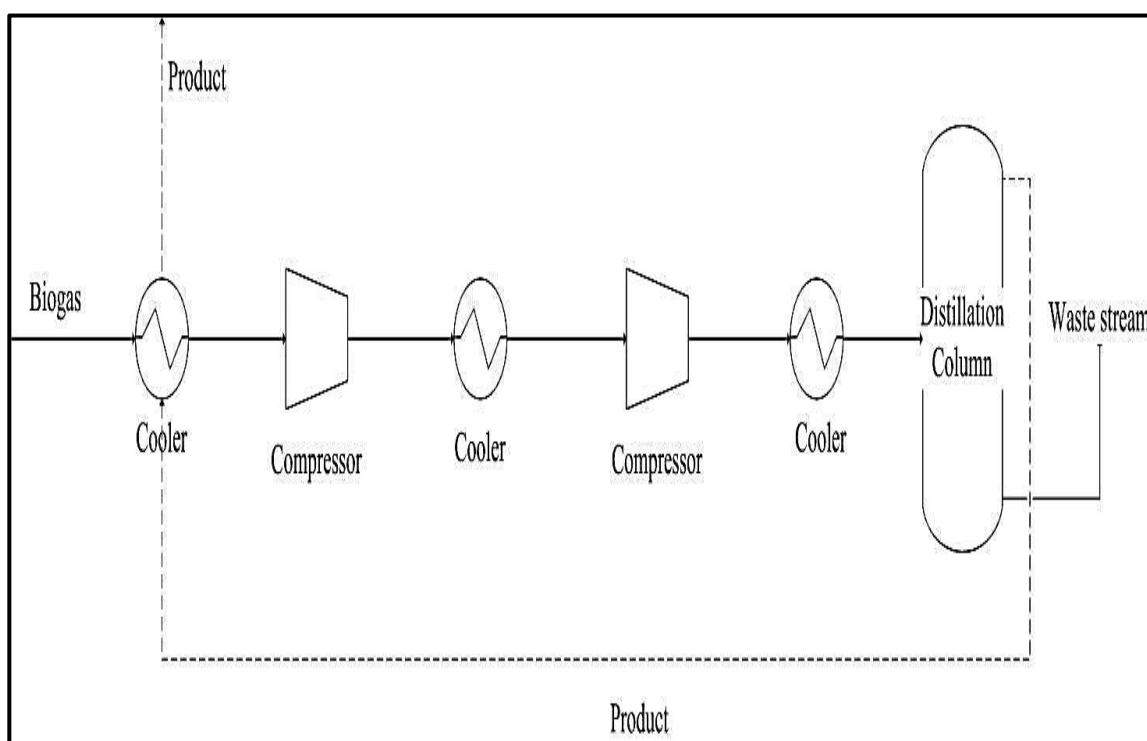 Product
Biogas
Distillation
Column
Waste stream
Cooler
Compressor
Cooler
Compressor
Cooler
Product